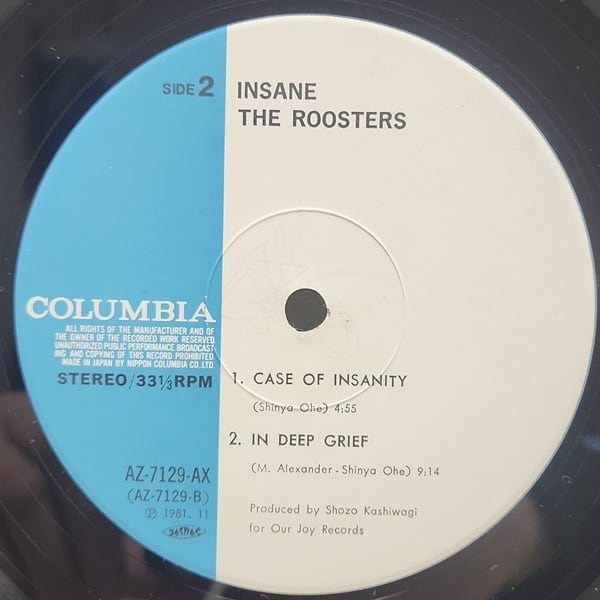 SIDE 2
INSANE
THE ROOSTERS
COLUMBIA
ALL RIGHTS OF THE MANUFACTURER AND OF
THE OWNER OF THE RECORDED WORK RESERVED
UNAUTHORIZED PUBLIC PERFORMANCE, BROADCAST
ING AND COPYING OF THIS RECORD PROHIBITED
MADE IN JAPAN BY NIPPON COLUMBIA CO., LTD.
STEREO/33⅓RPM
1. CASE OF INSANITY
(Shinya Ohe) 4:55
2. IN DEEP GRIEF
(M. Alexander - Shinya Ohe) 9:14
AZ-7129-AX
(AZ-7129-B)
Ⓟ 1981. 11
JASRAC
Produced by Shozo Kashiwagi
for Our Joy Records